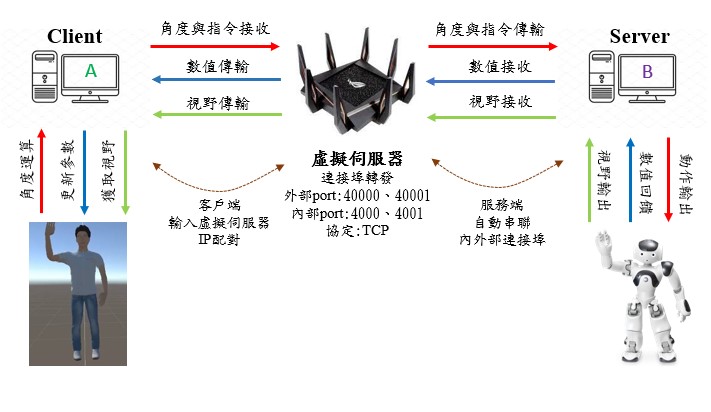 Client
角度與指令接收
角度與指令傳輸
Server
A
數值傳輸
數值接收
B
視野傳輸
視野接收
角度運算
更新參數
獲取視野
虛擬伺服器
連接埠轉發
外部port:40000、40001
內部port:4000、4001
協定:TCP
客戶端
輸入虛擬伺服器
IP配對
服務端
自動串聯
內外部連接埠
視野輸出
數值回饋
動作輸出